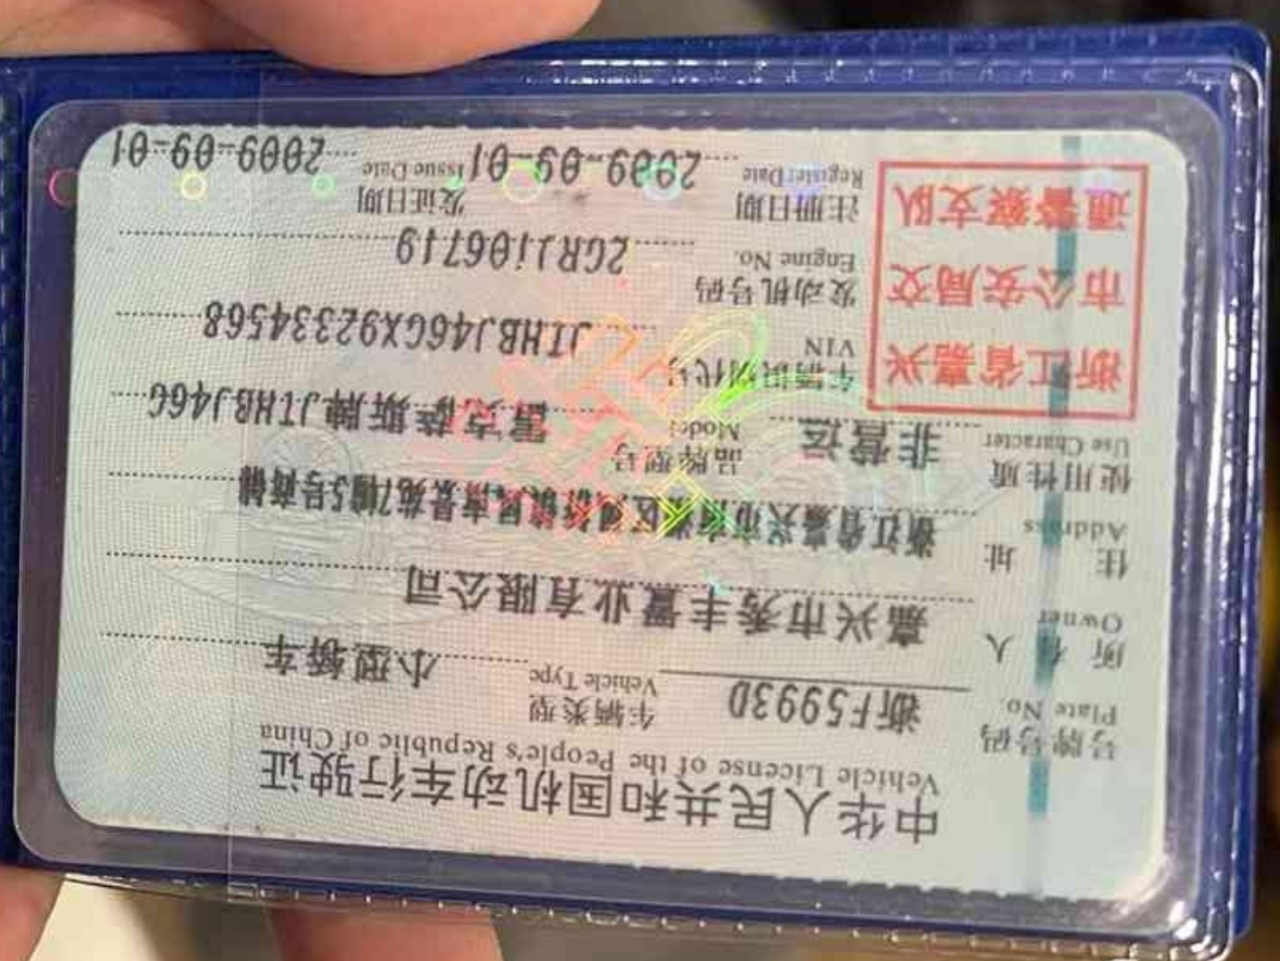 中华人民共和国机动车行驶证
Vehicle License of the People's Republic of China
号牌号码 浙F5993D 车辆类型 小型轿车
Plate No. Vehicle Type
所有人 嘉兴市秀丰置业有限公司
Owner
住址 浙江省嘉兴市
Address
使用性质 非营运 品牌型号 雷克萨斯牌JTHBJ46G
Use Character Model
车辆识别代号 JTHBJ46GX92334568
VIN
发动机号码 2GRJ106719
Engine No.
注册日期 2009-09-01 发证日期 2009-09-01
Register Date Issue Date
浙江省嘉兴
市公安局交
通警察支队